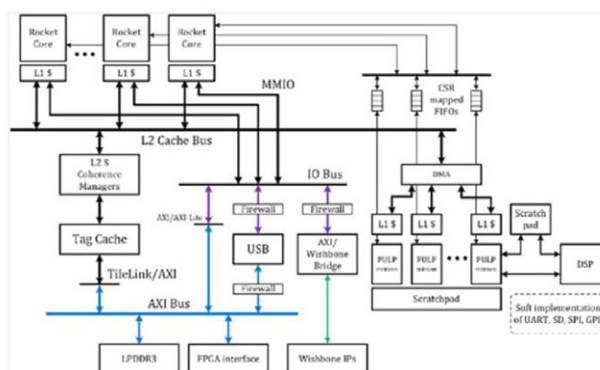 Rocket
Core
Rocket
Core
Rocket
Core
L1 $
L1 $
L1 $
MMIO
CSR
mapped
FIFOs
L2 Cache Bus
L2 $
Coherence
Managers
IO Bus
DMA
AXI/AXI-Lite
Firewall
Firewall
L1 $
L1 $
L1 $
Scratch
pad
Tag Cache
USB
AXI/
Wishbone
Bridge
PULP
minion
PULP
minion
PULP
minion
DSP
TileLink/AXI
Firewall
Scratchpad
AXI Bus
Soft implementation
of UART, SD, SPI, GPI
LPDDR3
FPGA interface
Wishbone IPs